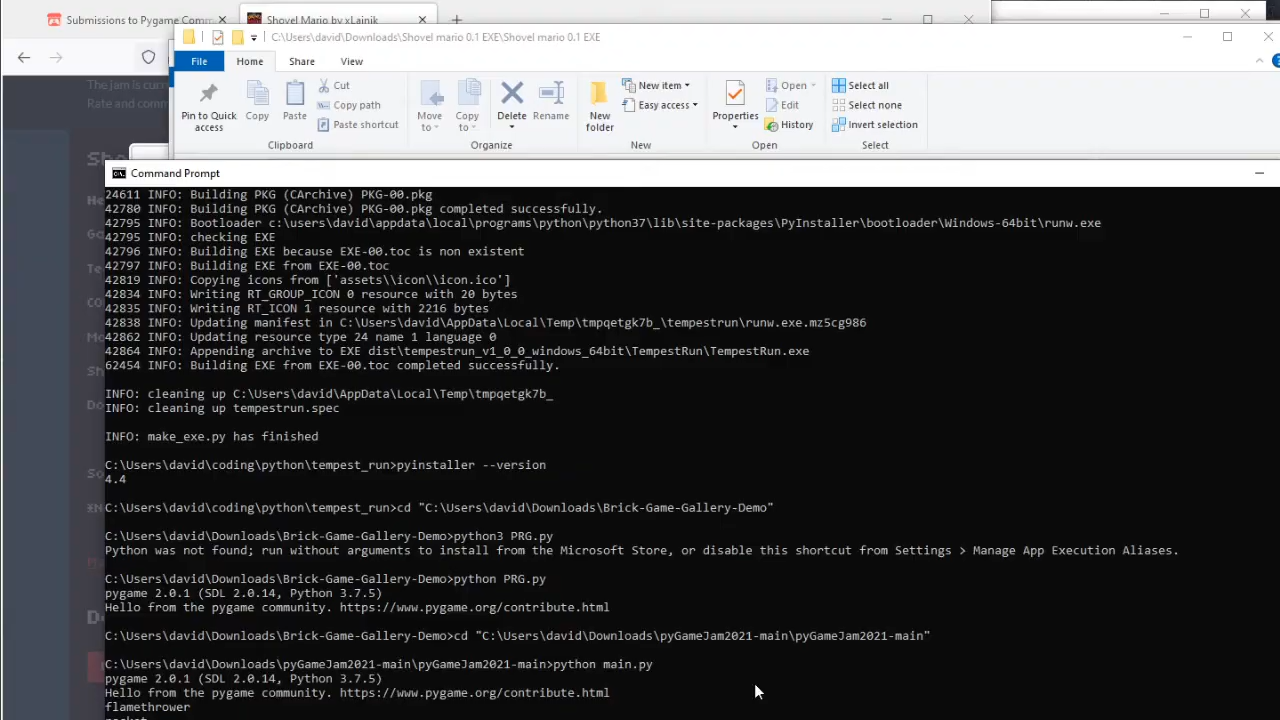 Submissions to Pygame Comm
Shovel Mario by xLainik
C:\Users\david\Downloads\Shovel mario 0.1 EXE\Shovel mario 0.1 EXE
File Home Share View
The jam is curr
Rate and comm
Pin to Quick access
Copy
Paste
Cut
Copy path
Paste shortcut
Move to
Copy to
Delete
Rename
New folder
New item
Easy access
Properties
Open
Edit
History
Select all
Select none
Invert selection
Clipboard Organize New Open Select
Command Prompt
24611 INFO: Building PKG (CArchive) PKG-00.pkg
42780 INFO: Building PKG (CArchive) PKG-00.pkg completed successfully.
42795 INFO: Bootloader c:\users\david\appdata\local\programs\python\python37\lib\site-packages\PyInstaller\bootloader\Windows-64bit\runw.exe
42795 INFO: checking EXE
42796 INFO: Building EXE because EXE-00.toc is non existent
42797 INFO: Building EXE from EXE-00.toc
42819 INFO: Copying icons from ['assets\\icon\\icon.ico']
42834 INFO: Writing RT_GROUP_ICON 0 resource with 20 bytes
42835 INFO: Writing RT_ICON 1 resource with 2216 bytes
42838 INFO: Updating manifest in C:\Users\david\AppData\Local\Temp\tmpqetgk7b_\tempestrun\runw.exe.mz5cg986
42862 INFO: Updating resource type 24 name 1 language 0
42864 INFO: Appending archive to EXE dist\tempestrun_v1_0_0_windows_64bit\TempestRun\TempestRun.exe
62454 INFO: Building EXE from EXE-00.toc completed successfully.
INFO: cleaning up C:\Users\david\AppData\Local\Temp\tmpqetgk7b_
INFO: cleaning up tempestrun.spec
INFO: make_exe.py has finished
C:\Users\david\coding\python\tempest_run>pyinstaller --version
4.4
C:\Users\david\coding\python\tempest_run>cd "C:\Users\david\Downloads\Brick-Game-Gallery-Demo"
C:\Users\david\Downloads\Brick-Game-Gallery-Demo>python3 PRG.py
Python was not found; run without arguments to install from the Microsoft Store, or disable this shortcut from Settings > Manage App Execution Aliases.
C:\Users\david\Downloads\Brick-Game-Gallery-Demo>python PRG.py
pygame 2.0.1 (SDL 2.0.14, Python 3.7.5)
Hello from the pygame community. https://www.pygame.org/contribute.html
C:\Users\david\Downloads\Brick-Game-Gallery-Demo>cd "C:\Users\david\Downloads\pyGameJam2021-main\pyGameJam2021-main"
C:\Users\david\Downloads\pyGameJam2021-main\pyGameJam2021-main>python main.py
pygame 2.0.1 (SDL 2.0.14, Python 3.7.5)
Hello from the pygame community. https://www.pygame.org/contribute.html
flamethrower